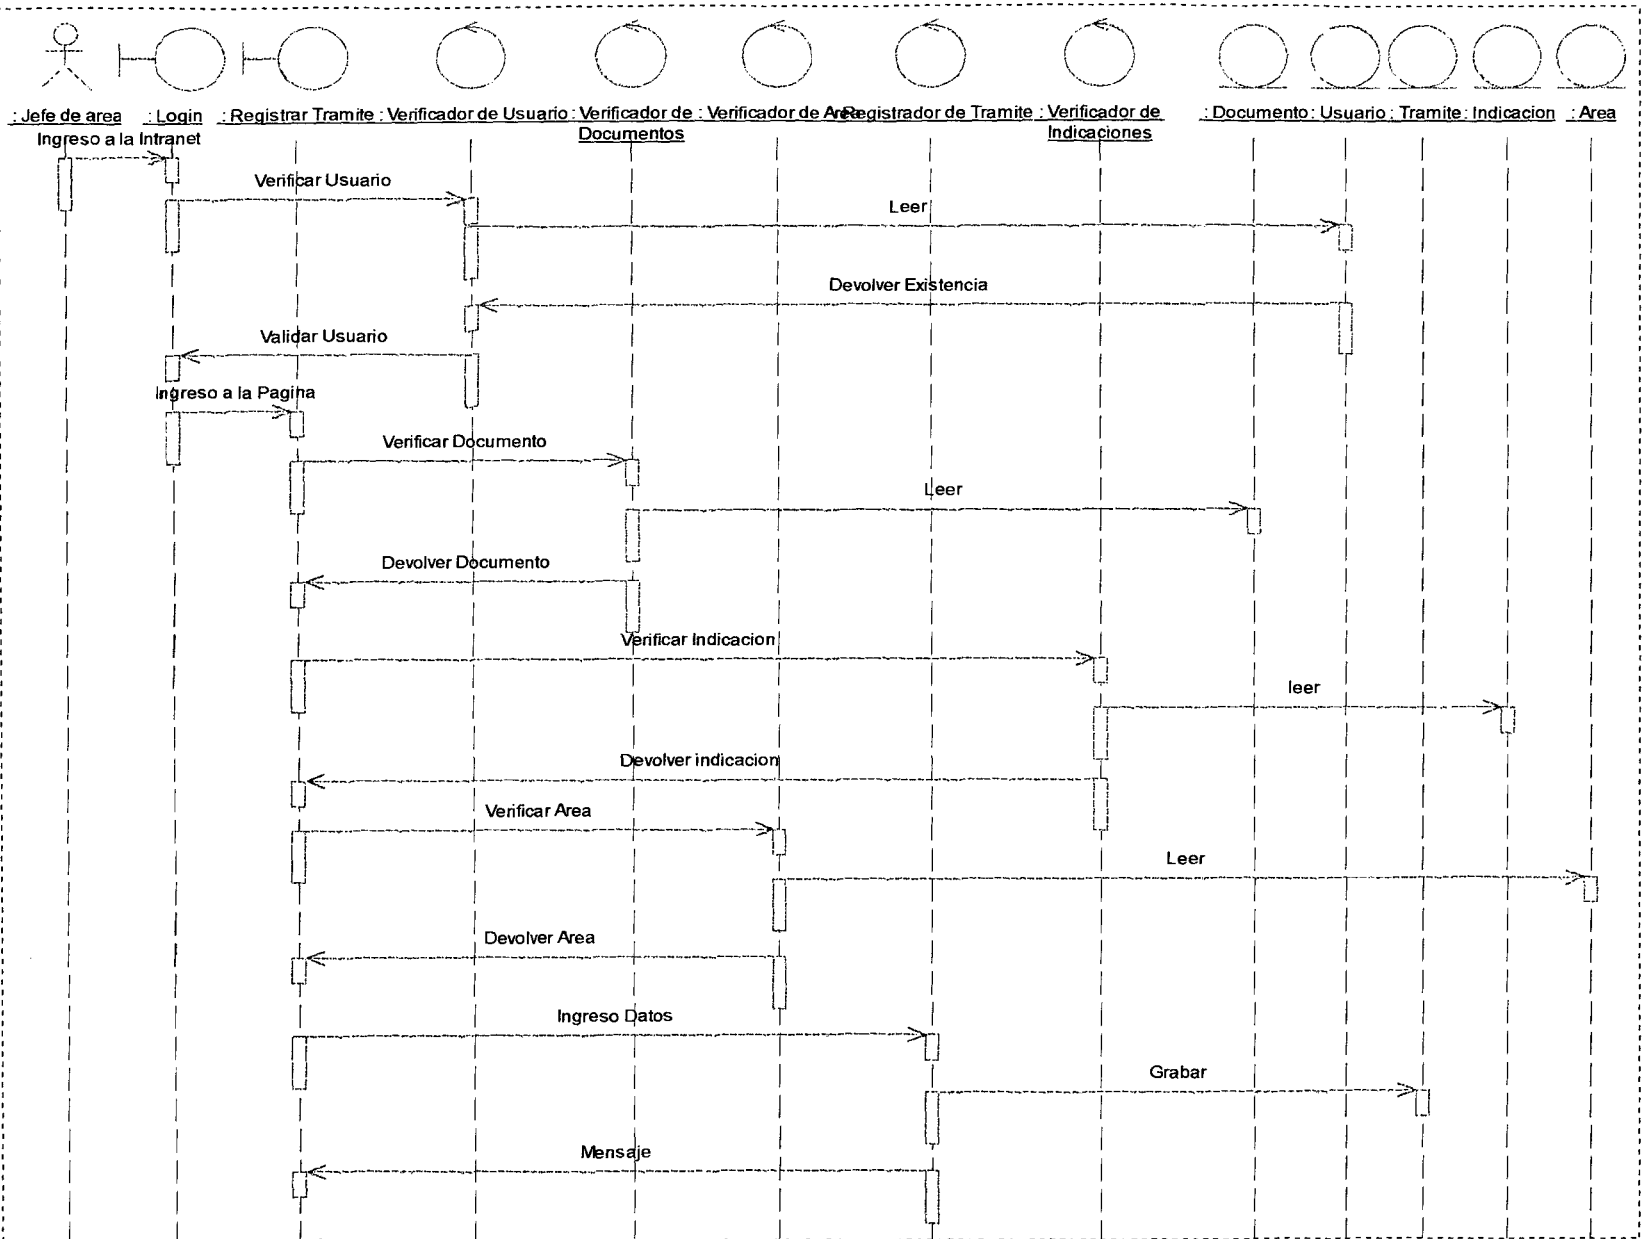 : Jefe de area : Login : Registrar Tramite : Verificador de Usuario : Verificador de Documentos : Verificador de Area : Registrador de Tramite : Verificador de Indicaciones : Documento : Usuario : Tramite : Indicacion : Area
Ingreso a la Intranet
Verificar Usuario
Leer
Devolver Existencia
Validar Usuario
Ingreso a la Pagina
Verificar Documento
Leer
Devolver Documento
Verificar Indicacion
leer
Devolver indicacion
Verificar Area
Leer
Devolver Area
Ingreso Datos
Grabar
Mensaje